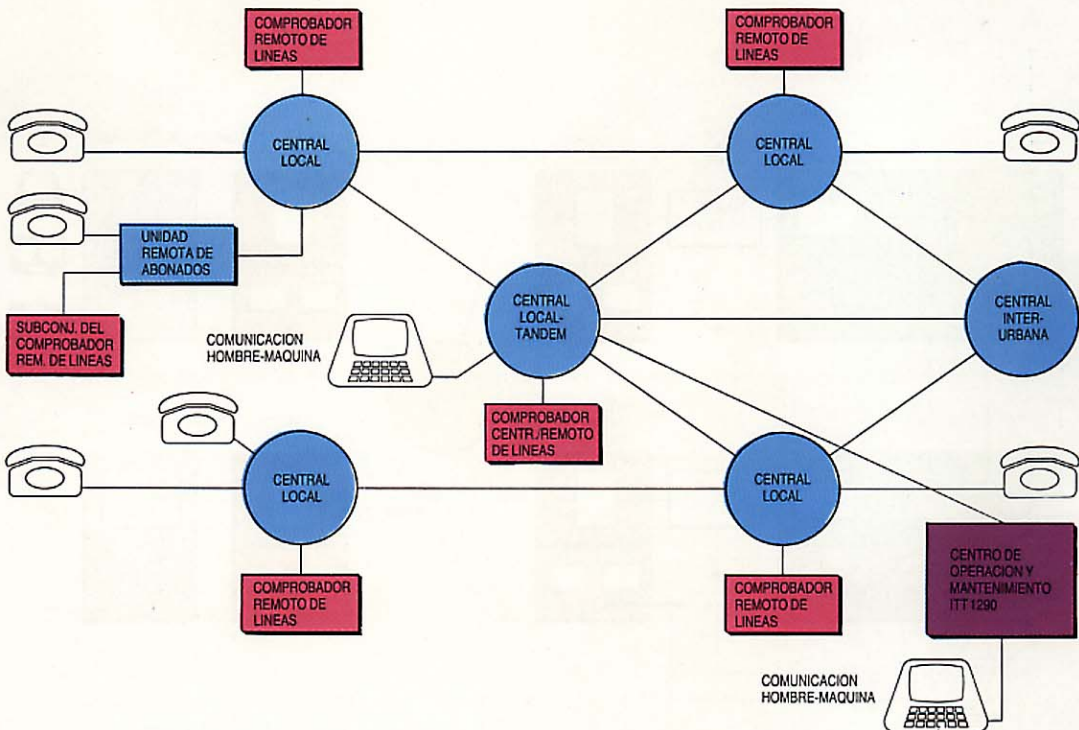 COMPROBADOR
REMOTO DE
LINEAS
COMPROBADOR
REMOTO DE
LINEAS
CENTRAL
LOCAL
CENTRAL
LOCAL
UNIDAD
REMOTA DE
ABONADOS
SUBCONJ. DEL
COMPROBADOR
REM. DE LINEAS
COMUNICACION
HOMBRE-MAQUINA
CENTRAL
LOCAL-
TANDEM
CENTRAL
INTER-
URBANA
COMPROBADOR
CENTR./REMOTO
DE LINEAS
CENTRAL
LOCAL
CENTRAL
LOCAL
COMPROBADOR
REMOTO DE
LINEAS
COMPROBADOR
REMOTO DE
LINEAS
CENTRO DE
OPERACION Y
MANTENIMIENTO
ITT 1290
COMUNICACION
HOMBRE-MAQUINA